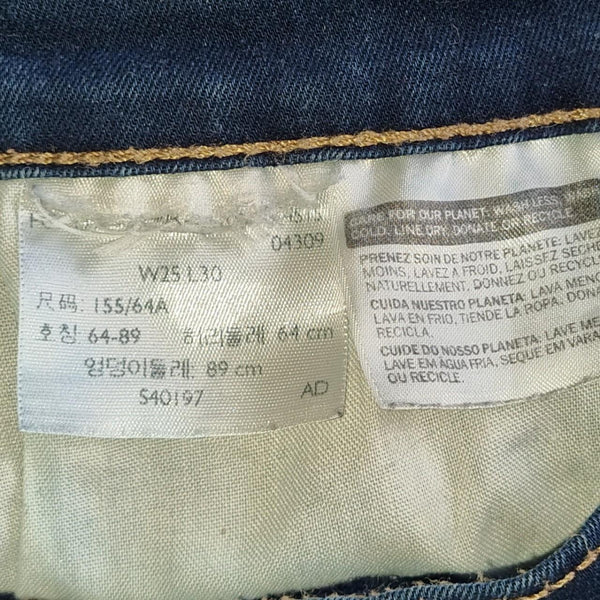 04309
W25 L30
尺码: 155/64A
호칭 64-89 허리둘레 64 cm
엉덩이둘레: 89 cm
S40197 AD
CARE FOR OUR PLANET: WASH LESS,
COLD, LINE DRY, DONATE OR RECYCLE
PRENEZ SOIN DE NOTRE PLANÈTE: LAVEZ
MOINS, LAVEZ A FROID, LAISSEZ SÉCHER
NATURELLEMENT, DONNEZ OU RECYCLEZ
CUIDA NUESTRO PLANETA: LAVA MENOS
LAVA EN FRIO, TIENDE LA ROPA, DONA
RECICLA.
CUIDE DO NOSSO PLANETA: LAVE MENOS
LAVE EM ÁGUA FRIA, SEQUE EM VARAL
OU RECICLE.